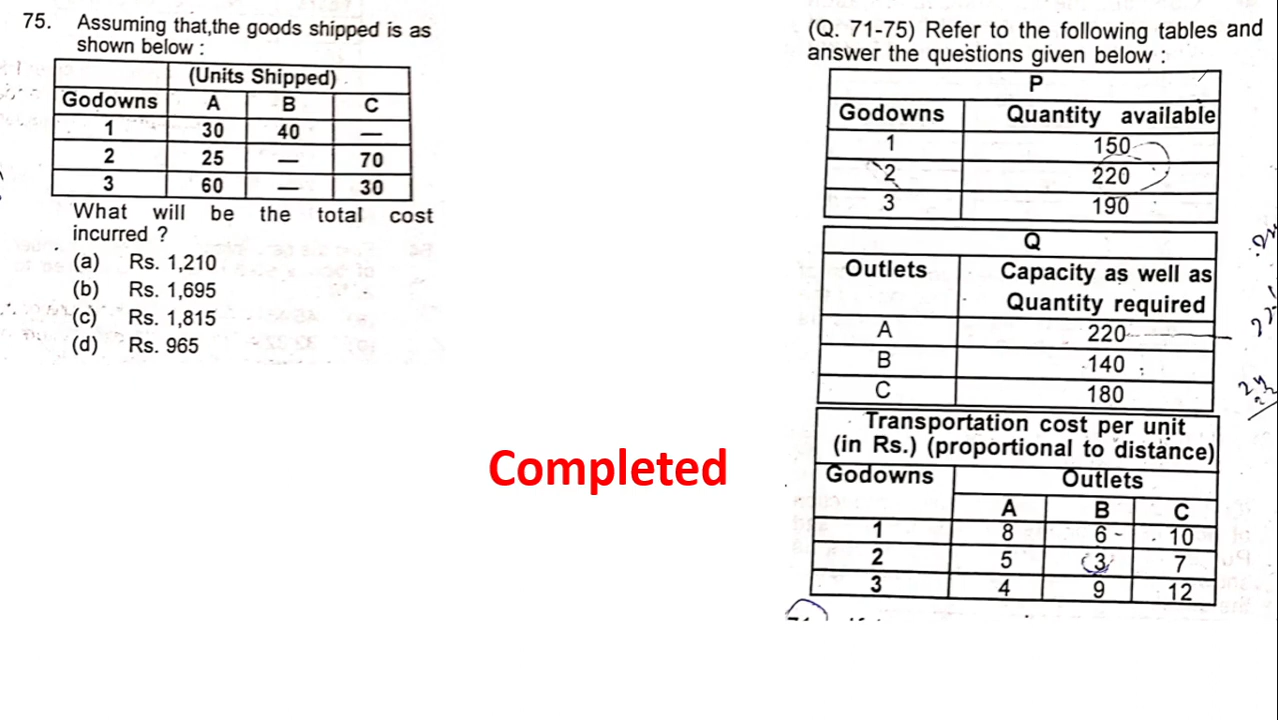 75. Assuming that,the goods shipped is as
shown below :
(Units Shipped)
Godowns A B C
1 30 40 —
2 25 — 70
3 60 — 30
What will be the total cost
incurred ?
(a) Rs. 1,210
(b) Rs. 1,695
(c) Rs. 1,815
(d) Rs. 965
Completed
(Q. 71-75) Refer to the following tables and
answer the questions given below :
P
Godowns Quantity available
1 150
2 220
3 190
Q
Outlets Capacity as well as
Quantity required
A 220
B 140
C 180
Transportation cost per unit
(in Rs.) (proportional to distance)
Godowns Outlets
A B C
1 8 6 10
2 5 3 7
3 4 9 12